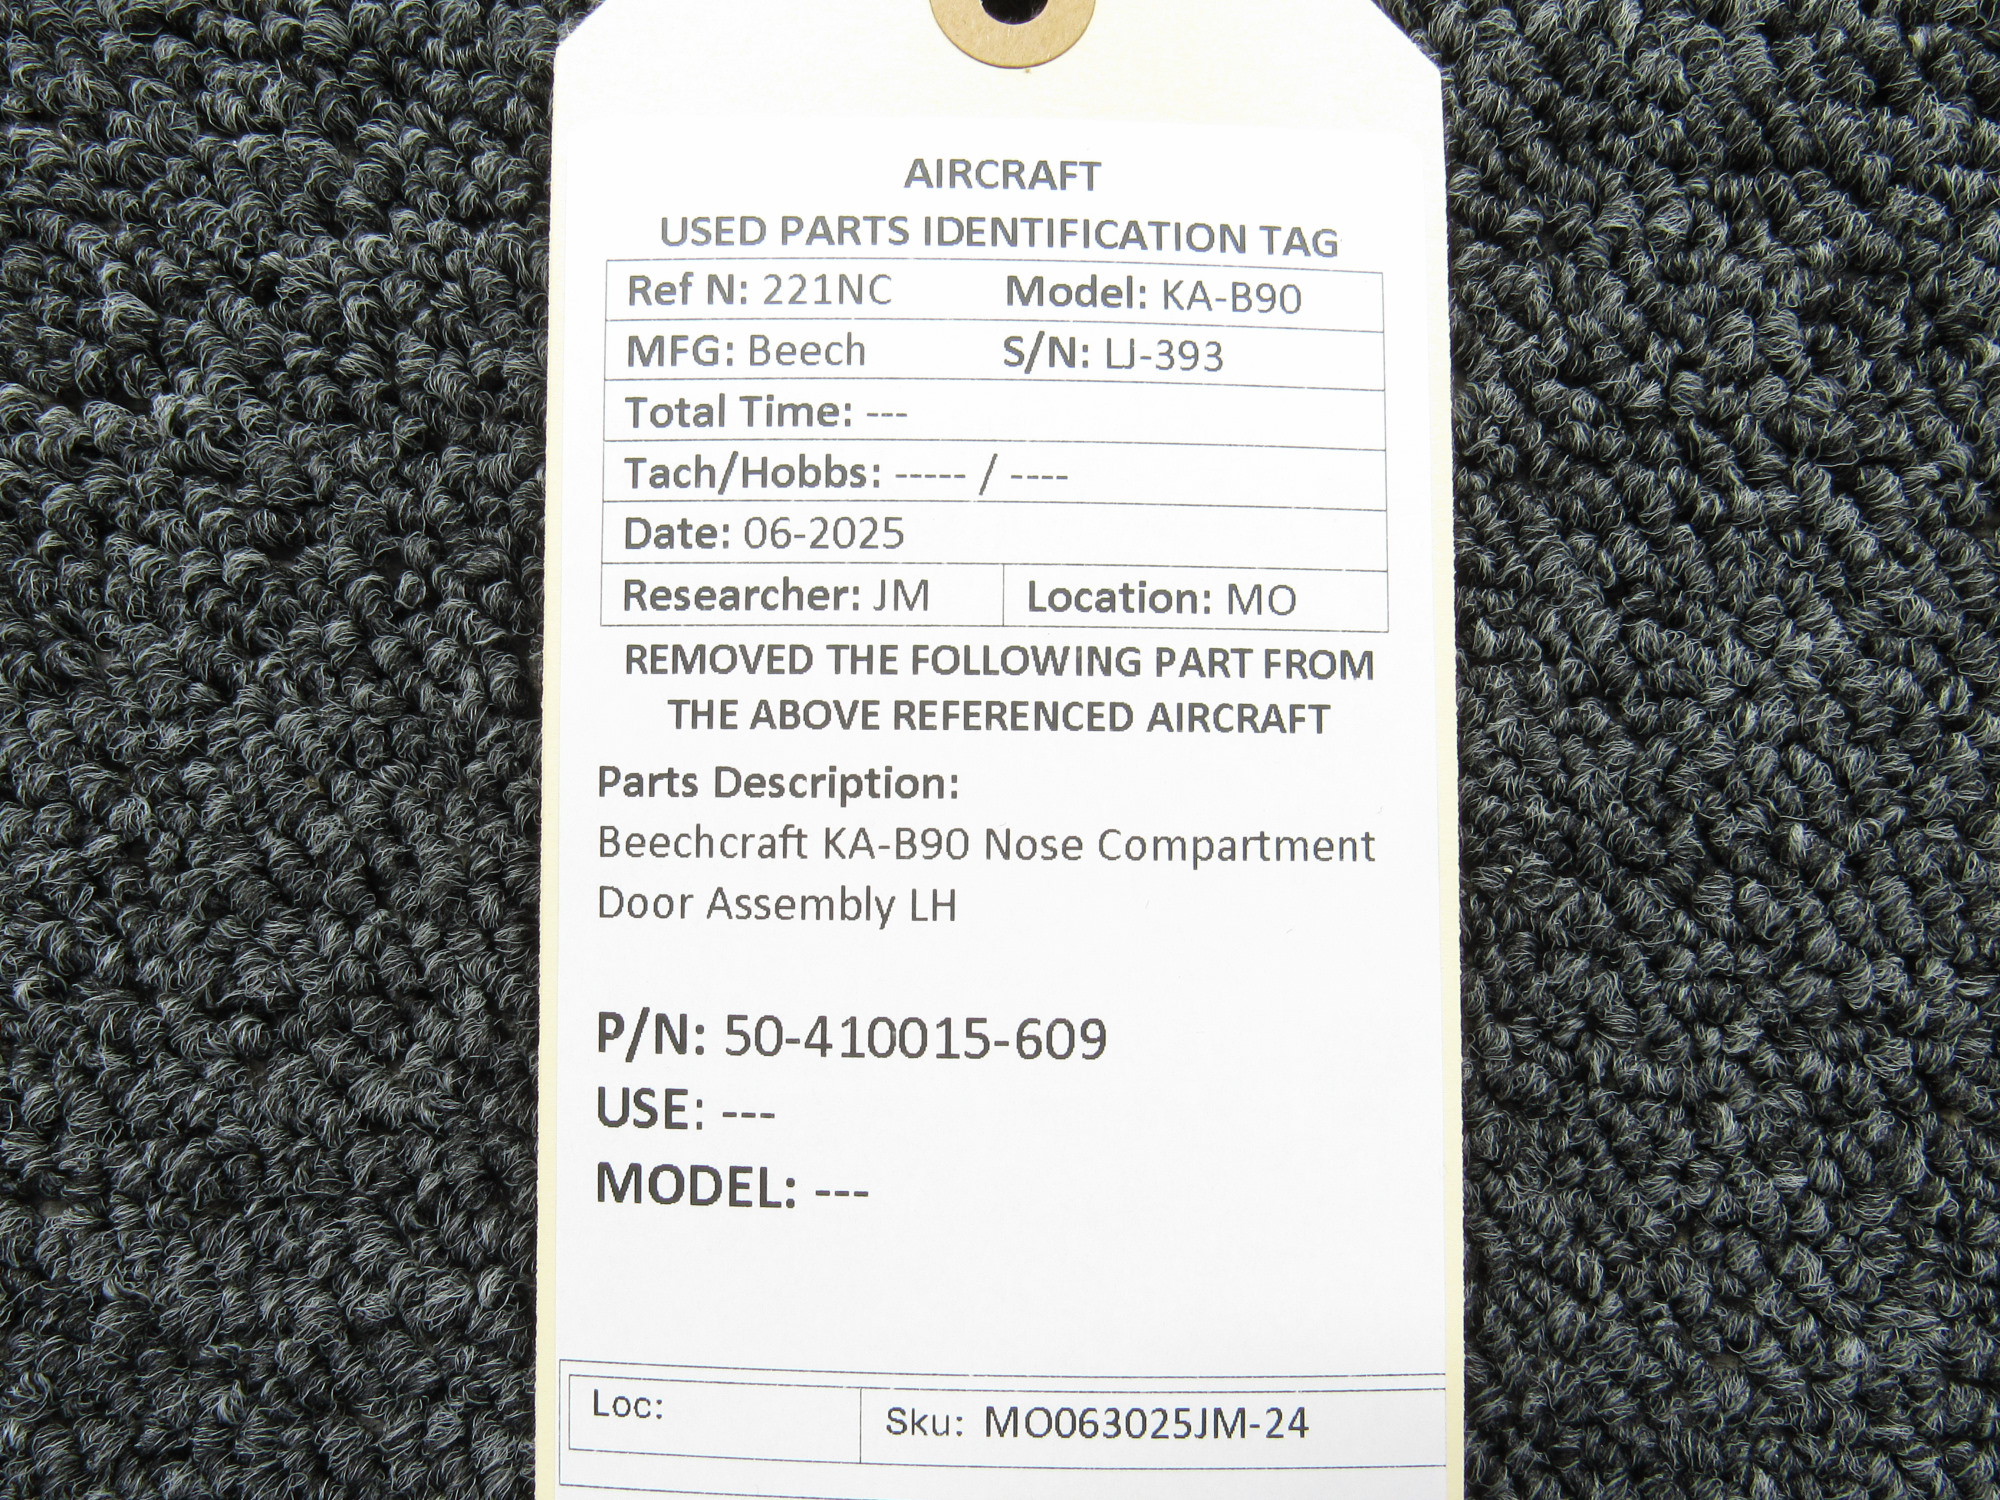 AIRCRAFT
USED PARTS IDENTIFICATION TAG
Ref N: 221NC Model: KA-B90
MFG: Beech S/N: LJ-393
Total Time: ---
Tach/Hobbs: ----- / ----
Date: 06-2025
Researcher: JM Location: MO
REMOVED THE FOLLOWING PART FROM
THE ABOVE REFERENCED AIRCRAFT
Parts Description:
Beechcraft KA-B90 Nose Compartment
Door Assembly LH
P/N: 50-410015-609
USE: ---
MODEL: ---
Loc: Sku: MO063025JM-24